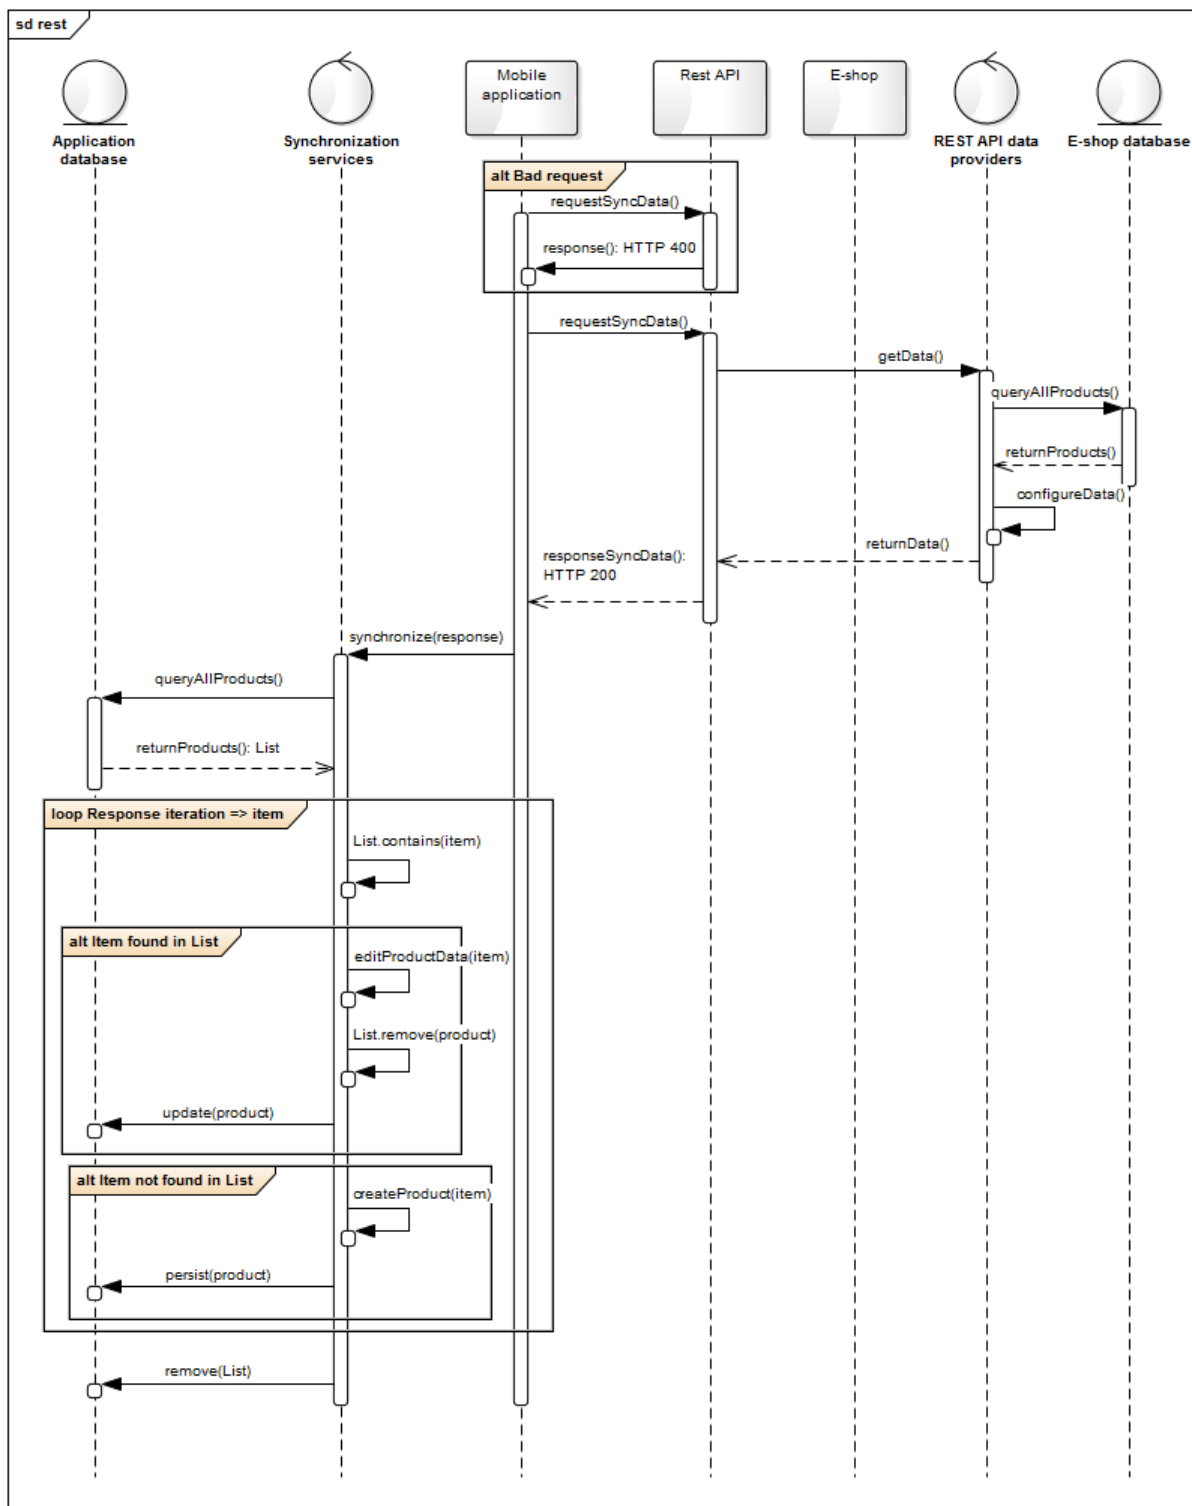 sd rest
Application
database
Synchronization
services
Mobile
application
Rest API
E-shop
REST API data
providers
E-shop database
alt Bad request
requestSyncData()
response(): HTTP 400
requestSyncData()
getData()
queryAllProducts()
returnProducts()
configureData()
returnData()
responseSyncData():
HTTP 200
synchronize(response)
queryAllProducts()
returnProducts(): List
loop Response iteration => item
List.contains(item)
alt Item found in List
editProductData(item)
List.remove(product)
update(product)
alt Item not found in List
createProduct(item)
persist(product)
remove(List)